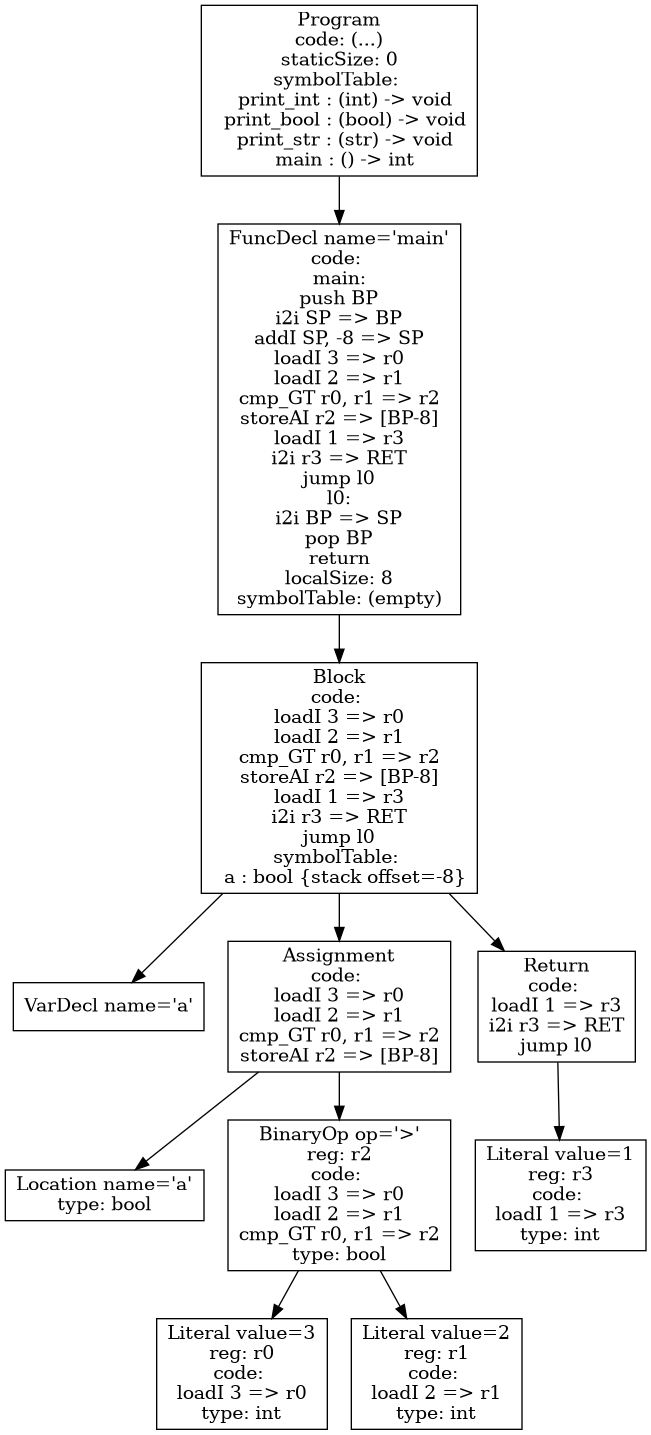 Program
code: (...)
staticSize: 0
symbolTable:
print_int : (int) -> void
print_bool : (bool) -> void
print_str : (str) -> void
main : () -> int
FuncDecl name='main'
code:
main:
push BP
i2i SP => BP
addI SP, -8 => SP
loadI 3 => r0
loadI 2 => r1
cmp_GT r0, r1 => r2
storeAI r2 => [BP-8]
loadI 1 => r3
i2i r3 => RET
jump l0
l0:
i2i BP => SP
pop BP
return
localSize: 8
symbolTable: (empty)
Block
code:
loadI 3 => r0
loadI 2 => r1
cmp_GT r0, r1 => r2
storeAI r2 => [BP-8]
loadI 1 => r3
i2i r3 => RET
jump l0
symbolTable:
a : bool {stack offset=-8}
VarDecl name='a'
Assignment
code:
loadI 3 => r0
loadI 2 => r1
cmp_GT r0, r1 => r2
storeAI r2 => [BP-8]
Return
code:
loadI 1 => r3
i2i r3 => RET
jump l0
Location name='a'
type: bool
BinaryOp op='>'
reg: r2
code:
loadI 3 => r0
loadI 2 => r1
cmp_GT r0, r1 => r2
type: bool
Literal value=1
reg: r3
code:
loadI 1 => r3
type: int
Literal value=3
reg: r0
code:
loadI 3 => r0
type: int
Literal value=2
reg: r1
code:
loadI 2 => r1
type: int